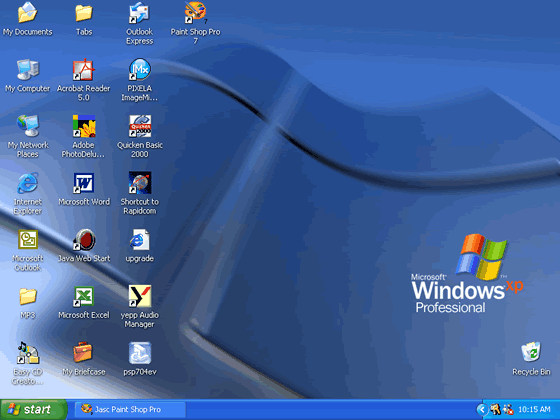 My Documents
Tabs
Outlook
Express
Paint Shop Pro
7
My Computer
Acrobat Reader
5.0
PIXELA
ImageMi...
My Network
Places
Adobe
PhotoDelu...
Quicken Basic
2000
Internet
Explorer
Microsoft Word
Shortcut to
Rapidcom
Microsoft
Outlook
Java Web Start
upgrade
MP3
Microsoft Excel
yepp Audio
Manager
Easy CD
Creato...
My Briefcase
psp704ev
Microsoft®
Windows xp
Professional
Recycle Bin
start
Jasc Paint Shop Pro
10:15 AM